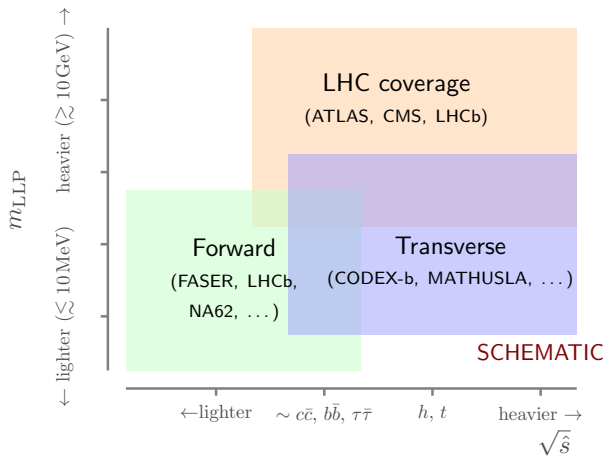 LHC coverage
(ATLAS, CMS, LHCb)
Forward
(FASER, LHCb,
NA62, ...)
Transverse
(CODEX-b, MATHUSLA, ...)
SCHEMATIC
m_LLP
← lighter (≲ 10 MeV)
heavier (≳ 10 GeV) →
←lighter
∼ cc̄, bb̄, ττ̄
h, t
heavier →
√ŝ